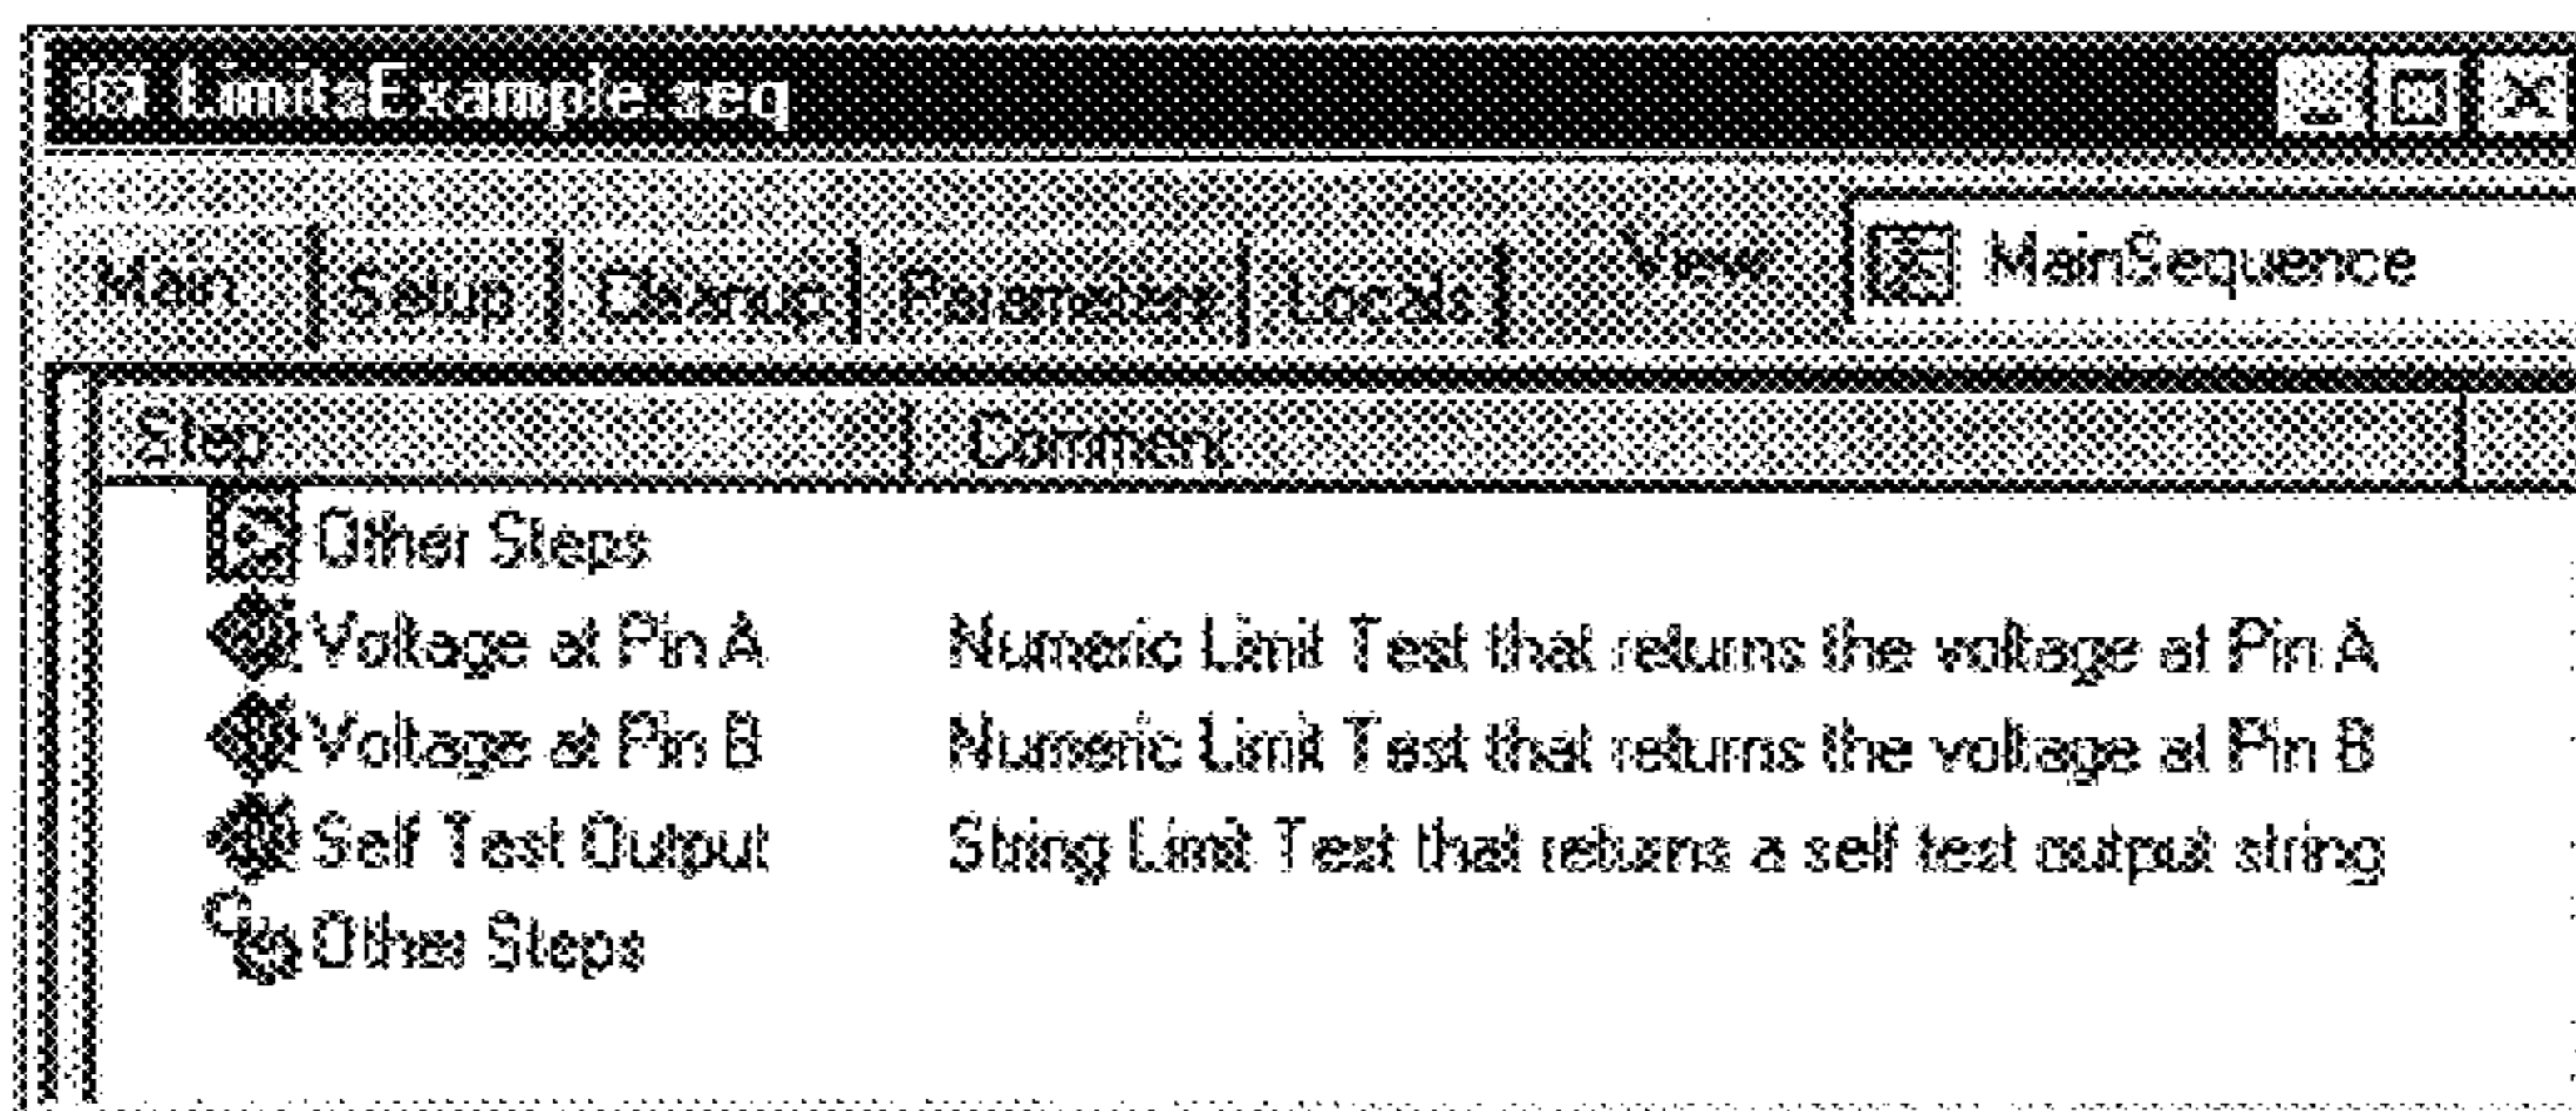 LimitsExample.seq
Main Setup Cleanup Parameters Locals View MainSequence
Step Comment
Other Steps
Voltage at Pin A Numeric Limit Test that returns the voltage at Pin A
Voltage at Pin B Numeric Limit Test that returns the voltage at Pin B
Self Test Output String Limit Test that returns a self test output string
Other Steps